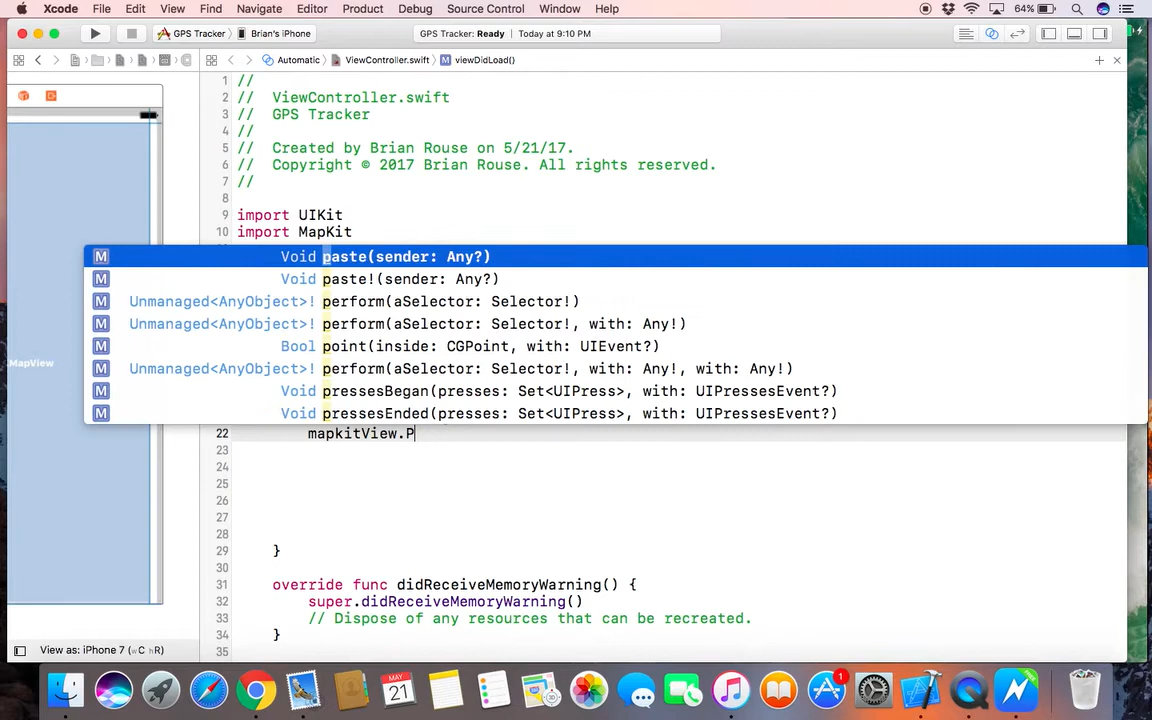 Xcode File Edit View Find Navigate Editor Product Debug Source Control Window Help 64%
GPS Tracker Brian's iPhone GPS Tracker: Ready Today at 9:10 PM
Automatic ViewController.swift M viewDidLoad()
1 //
2 // ViewController.swift
3 // GPS Tracker
4 //
5 // Created by Brian Rouse on 5/21/17.
6 // Copyright © 2017 Brian Rouse. All rights reserved.
7 //
8
9 import UIKit
10 import MapKit
M Void paste(sender: Any?)
M Void paste!(sender: Any?)
M Unmanaged<AnyObject>! perform(aSelector: Selector!)
M Unmanaged<AnyObject>! perform(aSelector: Selector!, with: Any!)
M Bool point(inside: CGPoint, with: UIEvent?)
M Unmanaged<AnyObject>! perform(aSelector: Selector!, with: Any!, with: Any!)
M Void pressesBegan(presses: Set<UIPress>, with: UIPressesEvent?)
M Void pressesEnded(presses: Set<UIPress>, with: UIPressesEvent?)
MapView
22 mapkitView.P
23
24
25
26
27
28
29 }
30
31 override func didReceiveMemoryWarning() {
32 super.didReceiveMemoryWarning()
33 // Dispose of any resources that can be recreated.
34 }
35
View as: iPhone 7 (wC hR)
MAY
21
1